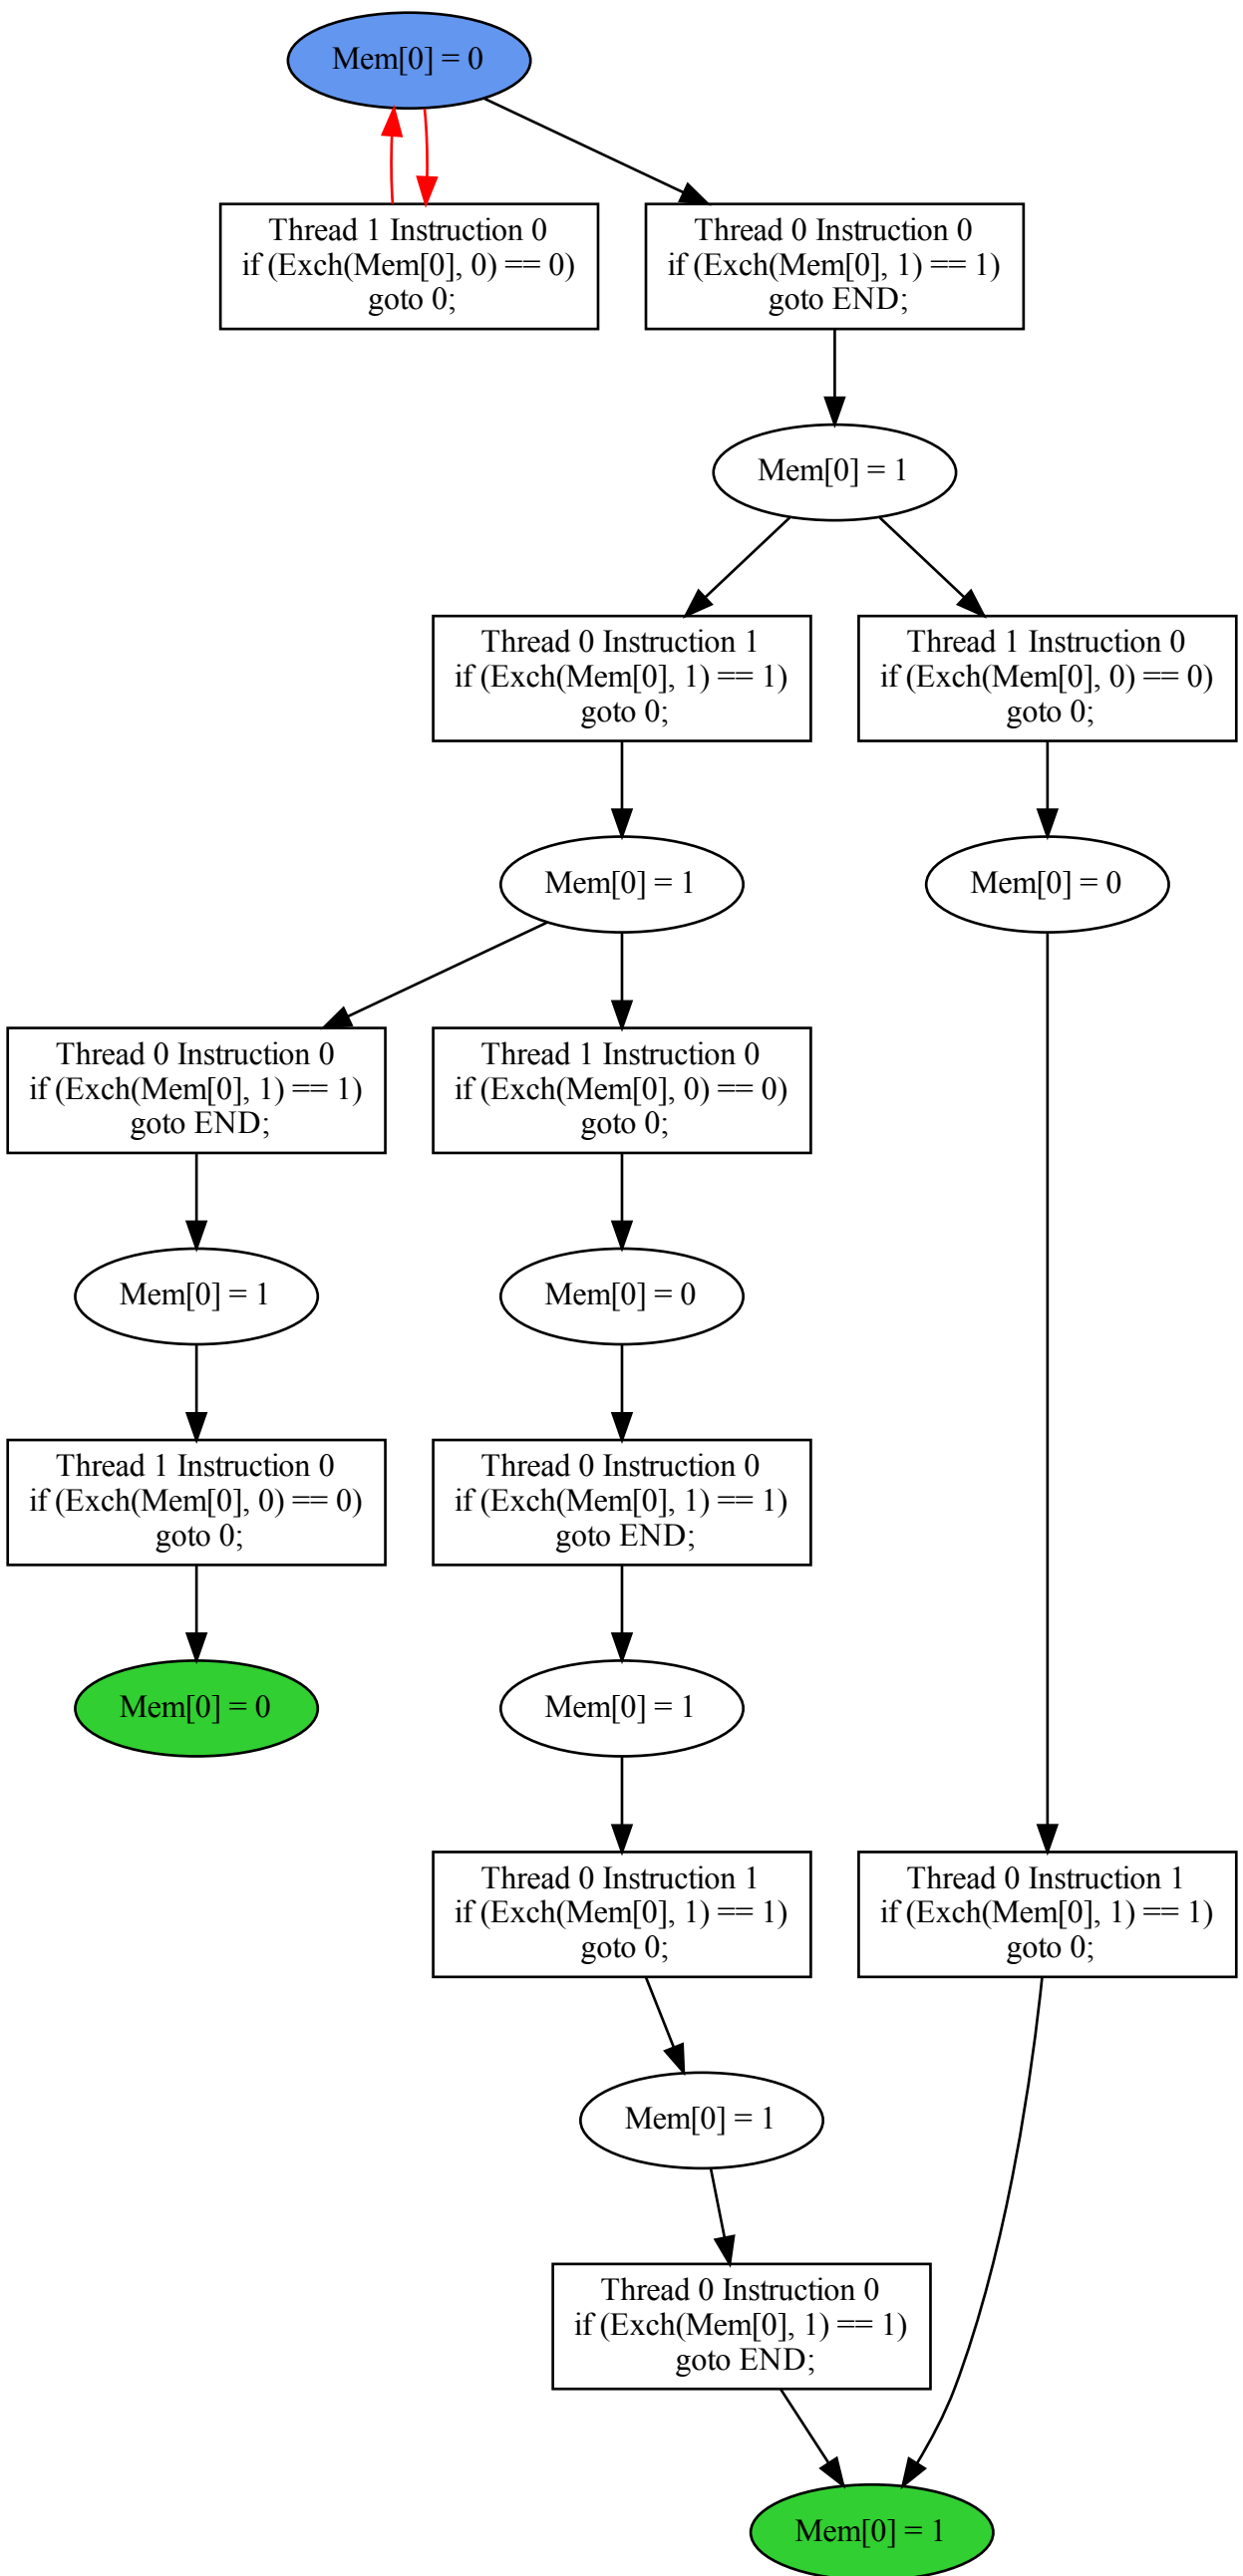 Mem[0] = 0
Thread 1 Instruction 0
if (Exch(Mem[0], 0) == 0)
goto 0;
Thread 0 Instruction 0
if (Exch(Mem[0], 1) == 1)
goto END;
Mem[0] = 1
Thread 0 Instruction 1
if (Exch(Mem[0], 1) == 1)
goto 0;
Thread 1 Instruction 0
if (Exch(Mem[0], 0) == 0)
goto 0;
Mem[0] = 1
Mem[0] = 0
Thread 0 Instruction 0
if (Exch(Mem[0], 1) == 1)
goto END;
Thread 1 Instruction 0
if (Exch(Mem[0], 0) == 0)
goto 0;
Mem[0] = 1
Mem[0] = 0
Thread 1 Instruction 0
if (Exch(Mem[0], 0) == 0)
goto 0;
Thread 0 Instruction 0
if (Exch(Mem[0], 1) == 1)
goto END;
Mem[0] = 0
Mem[0] = 1
Thread 0 Instruction 1
if (Exch(Mem[0], 1) == 1)
goto 0;
Thread 0 Instruction 1
if (Exch(Mem[0], 1) == 1)
goto 0;
Mem[0] = 1
Thread 0 Instruction 0
if (Exch(Mem[0], 1) == 1)
goto END;
Mem[0] = 1